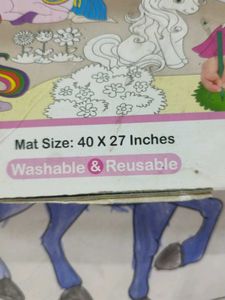 Mat Size: 40 X 27 Inches
Washable & Reusable